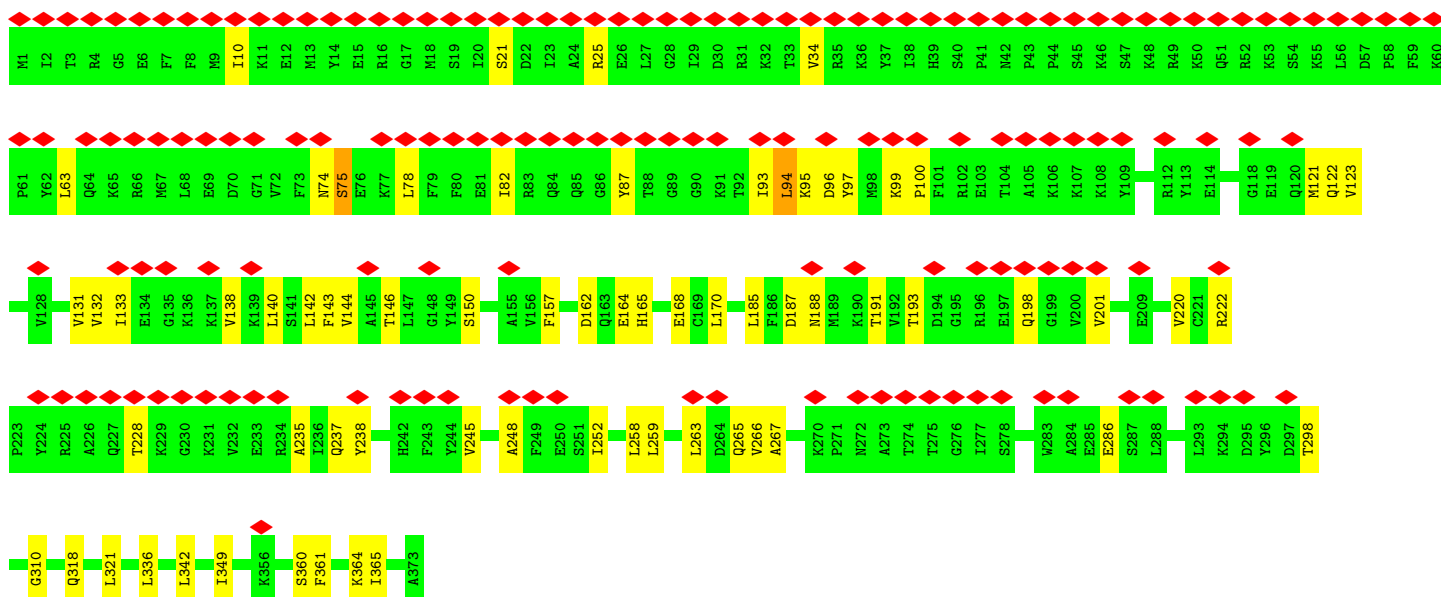 M1 I2 T3 R4 G5 E6 F7 F8 M9 I10 K11 E12 M13 Y14 E15 R16 G17 M18 S19 I20 S21 D22 I23 A24 R25 E26 L27 G28 I29 D30 R31 K32 T33 V34 R35 K36 Y37 I38 H39 S40 P41 N42 P43 P44 S45 K46 S47 K48 R49 K50 Q51 R52 K53 S54 K55 L56 D57 P58 F59 K60
P61 Y62 L63 Q64 K65 R66 M67 L68 E69 D70 G71 V72 F73 N74 S75 E76 K77 L78 F79 F80 E81 I82 R83 Q84 Q85 G86 Y87 T88 G89 G90 K91 T92 I93 L94 K95 D96 Y97 M98 K99 P100 F101 R102 E103 T104 A105 K106 K107 K108 Y109 R112 Y113 E114 G118 E119 Q120 M121 Q122 V123
V128 V131 V132 I133 E134 G135 K136 K137 V138 K139 L140 S141 L142 F143 V144 A145 T146 L147 G148 Y149 S150 A155 V156 F157 D162 Q163 E164 H165 E168 C169 L170 L185 F186 D187 N188 M189 K190 T191 V192 T193 D194 G195 R196 E197 Q198 G199 V200 V201 E209 V220 C221 R222
P223 Y224 R225 A226 Q227 T228 K229 G230 K231 V232 E233 R234 A235 I236 Q237 Y238 H242 F243 Y244 V245 A248 F249 E250 S251 I252 L258 L259 L263 D264 Q265 V266 A267 K270 P271 N272 A273 T274 T275 G276 I277 S278 W283 A284 E285 E286 S287 L288 L293 K294 D295 Y296 D297 T298
G310 Q318 L321 L336 L342 I349 K356 S360 F361 K364 I365 A373